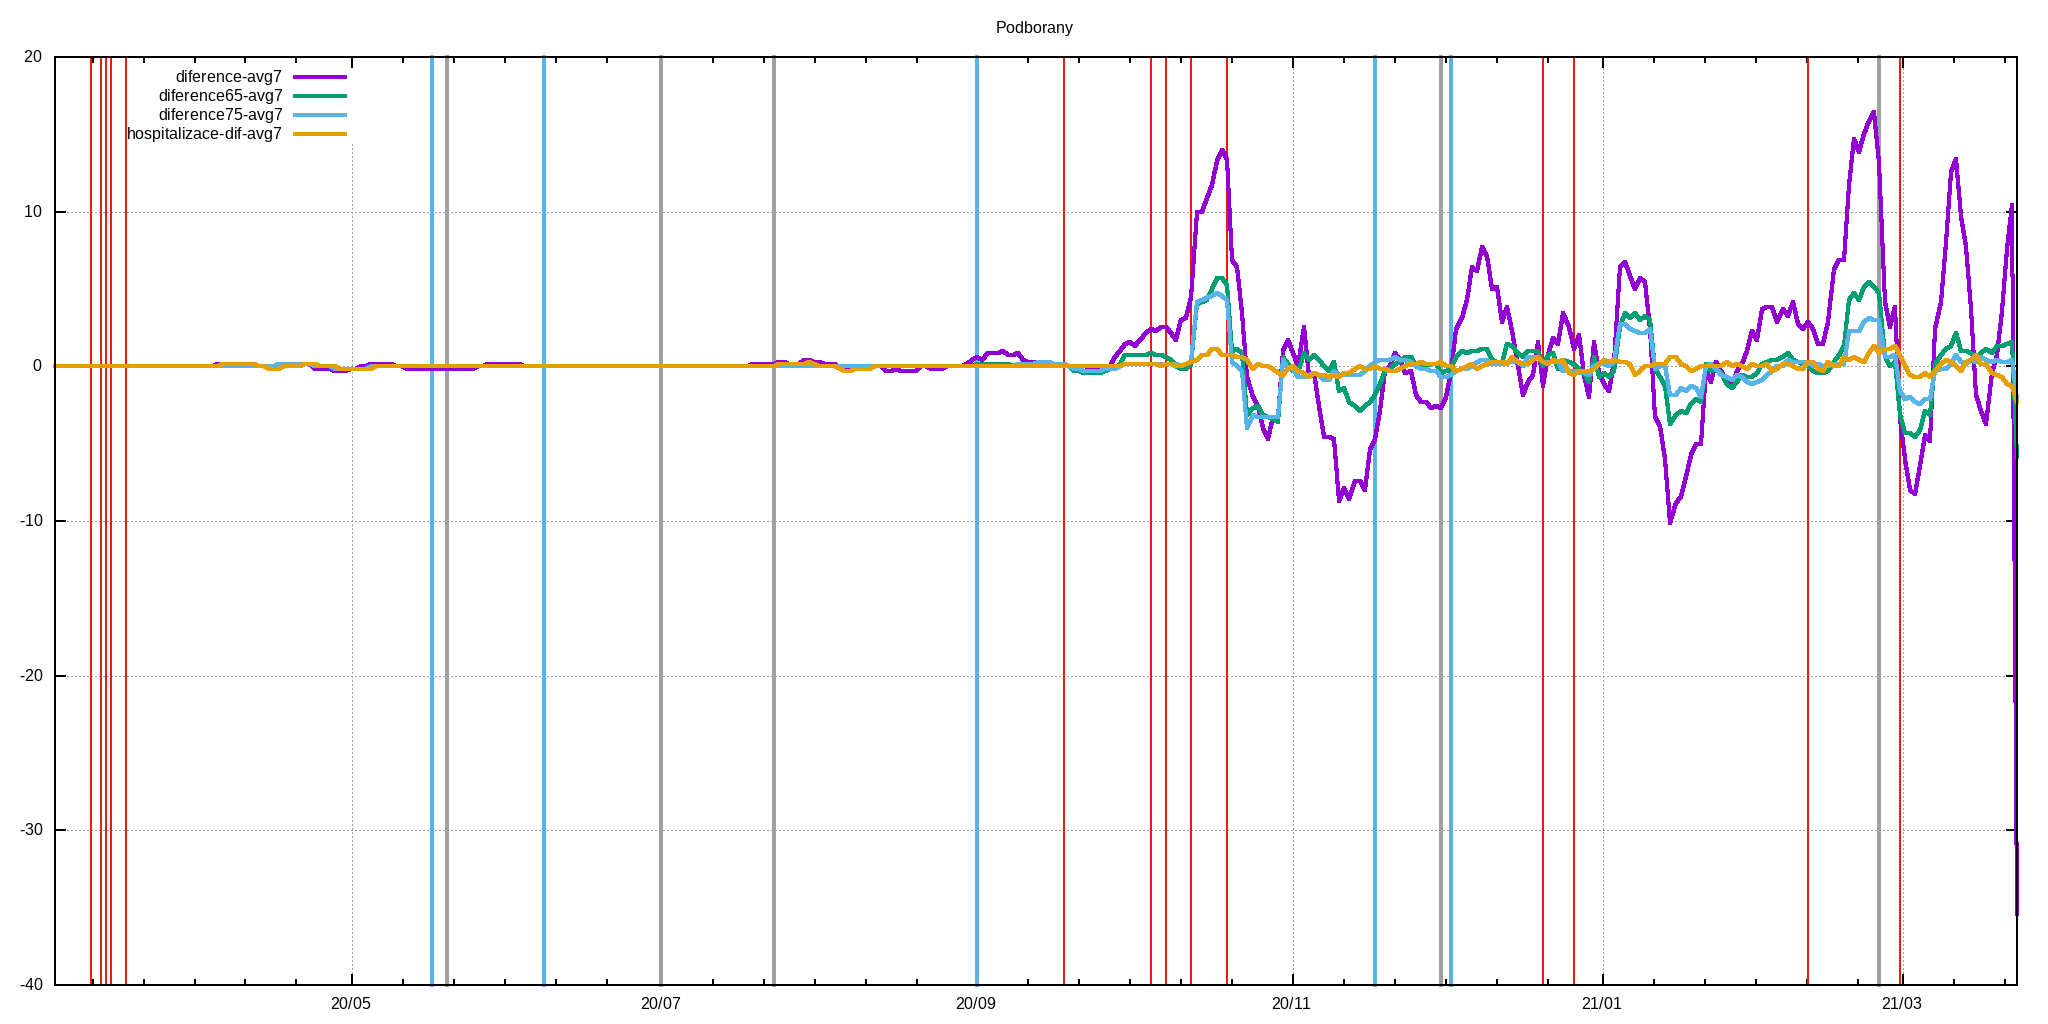 Podborany
20
diference-avg7
diference65-avg7
diference75-avg7
hospitalizace-dif-avg7
10
0
-10
-20
-30
-40
20/05 20/07 20/09 20/11 21/01 21/03